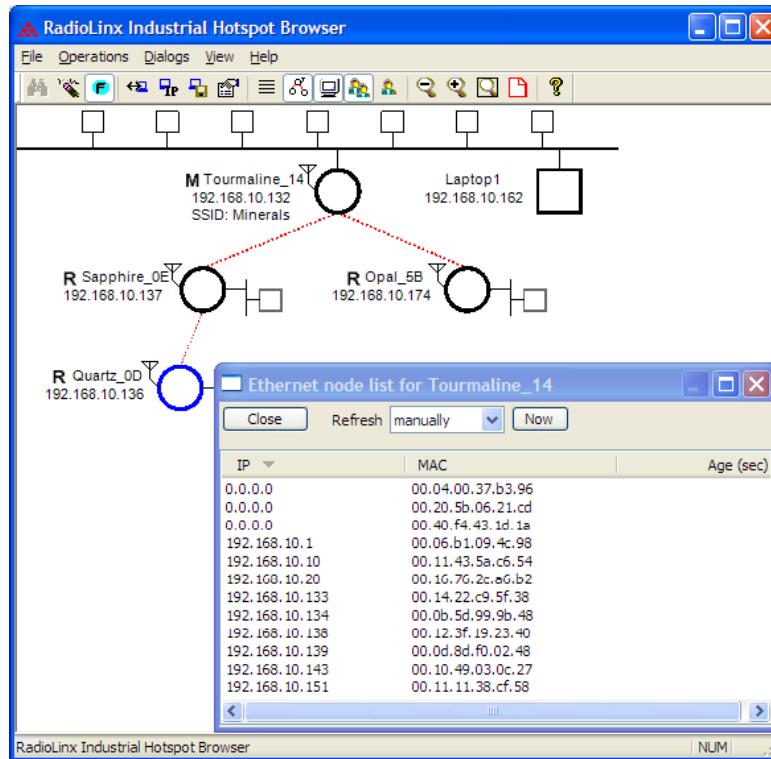 RadioLinx Industrial Hotspot Browser
File Operations Dialogs View Help
F IP ?
M Tourmaline_14
192.168.10.132
SSID: Minerals
Laptop1
192.168.10.162
R Sapphire_0E
192.168.10.137
R Opal_5B
192.168.10.174
R Quartz_0D
192.168.10.136
Ethernet node list for Tourmaline_14
Close Refresh manually Now
IP MAC Age (sec)
0.0.0.0 00.04.00.37.b3.96
0.0.0.0 00.20.5b.06.21.cd
0.0.0.0 00.40.f4.43.1d.1a
192.168.10.1 00.06.b1.09.4c.98
192.168.10.10 00.11.43.5a.c6.54
192.168.10.20 00.16.76.2c.a6.b2
192.168.10.133 00.14.22.c9.5f.38
192.168.10.134 00.0b.5d.99.9b.48
192.168.10.138 00.12.3f.19.23.40
192.168.10.139 00.0d.8d.f0.02.48
192.168.10.143 00.10.49.03.0c.27
192.168.10.151 00.11.11.38.cf.58
RadioLinx Industrial Hotspot Browser NUM